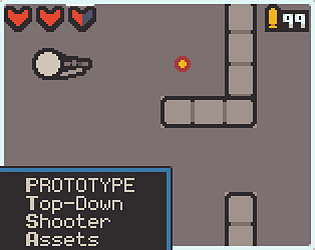 99
PROTOTYPE
Top-Down
Shooter
Assets